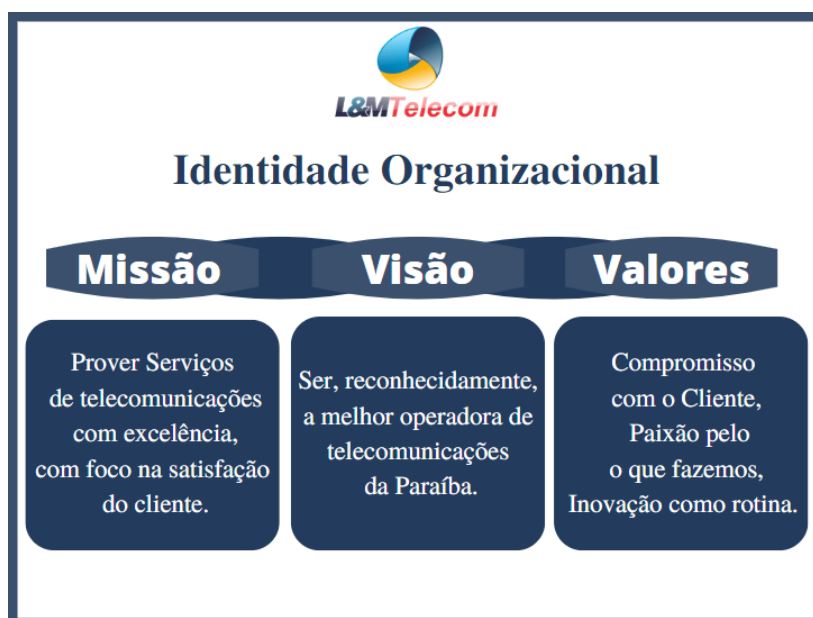 L&MTelecom
Identidade Organizacional
Missão
Visão
Valores
Prover Serviços
de telecomunicações
com excelência,
com foco na satisfação
do cliente.
Ser, reconhecidamente,
a melhor operadora de
telecomunicações
da Paraíba.
Compromisso
com o Cliente,
Paixão pelo
o que fazemos,
Inovação como rotina.